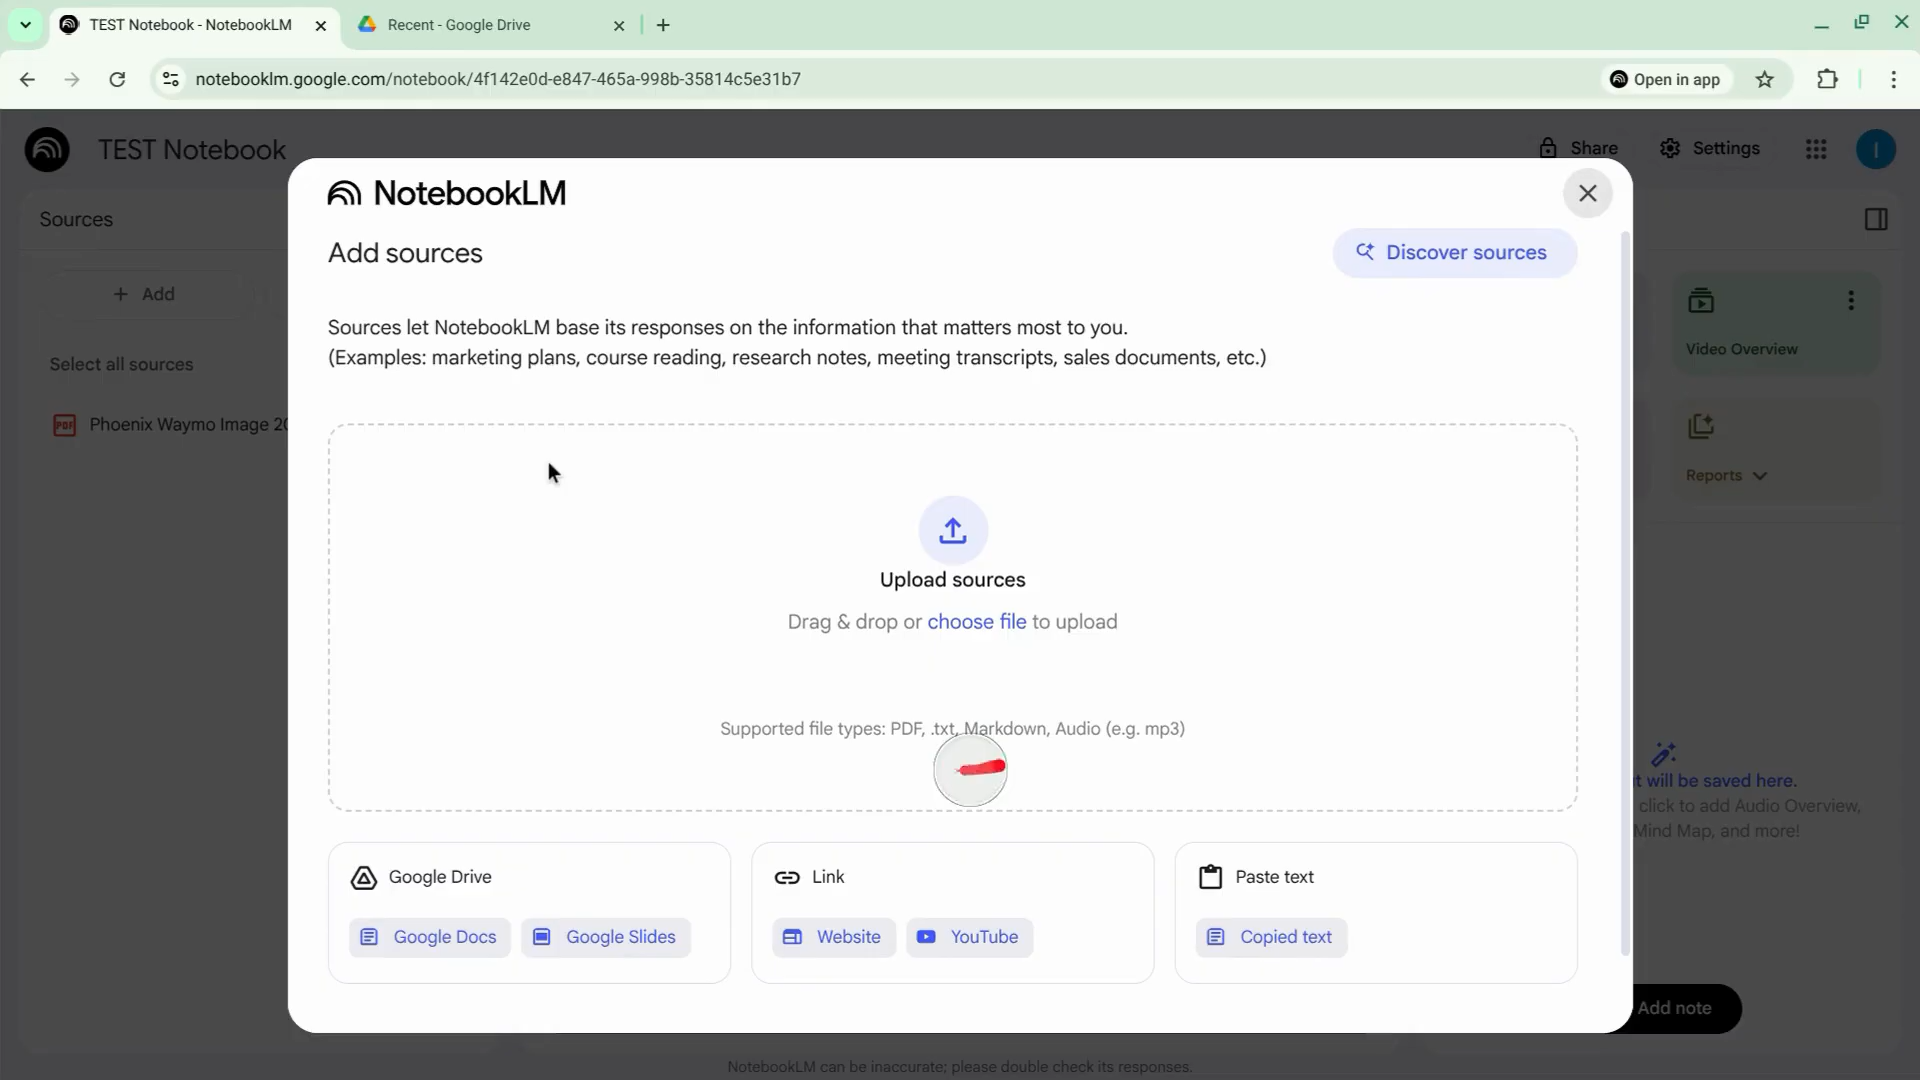 TEST Notebook - NotebookLM
Recent - Google Drive
notebooklm.google.com/notebook/4f142e0d-e847-465a-998b-35814c5e31b7
Open in app
TEST Notebook
Share
Settings
I
NotebookLM
Sources
Add sources
Discover sources
Add
Sources let NotebookLM base its responses on the information that matters most to you.
(Examples: marketing plans, course reading, research notes, meeting transcripts, sales documents, etc.)
Video Overview
Select all sources
PDF
Phoenix Waymo Image 20
Reports
Upload sources
Drag & drop or choose file to upload
Supported file types: PDF, .txt, Markdown, Audio (e.g. mp3)
t will be saved here.
click to add Audio Overview,
Mind Map, and more!
Google Drive
Google Docs
Google Slides
Link
Website
YouTube
Paste text
Copied text
Add note
NotebookLM can be inaccurate; please double check its responses.